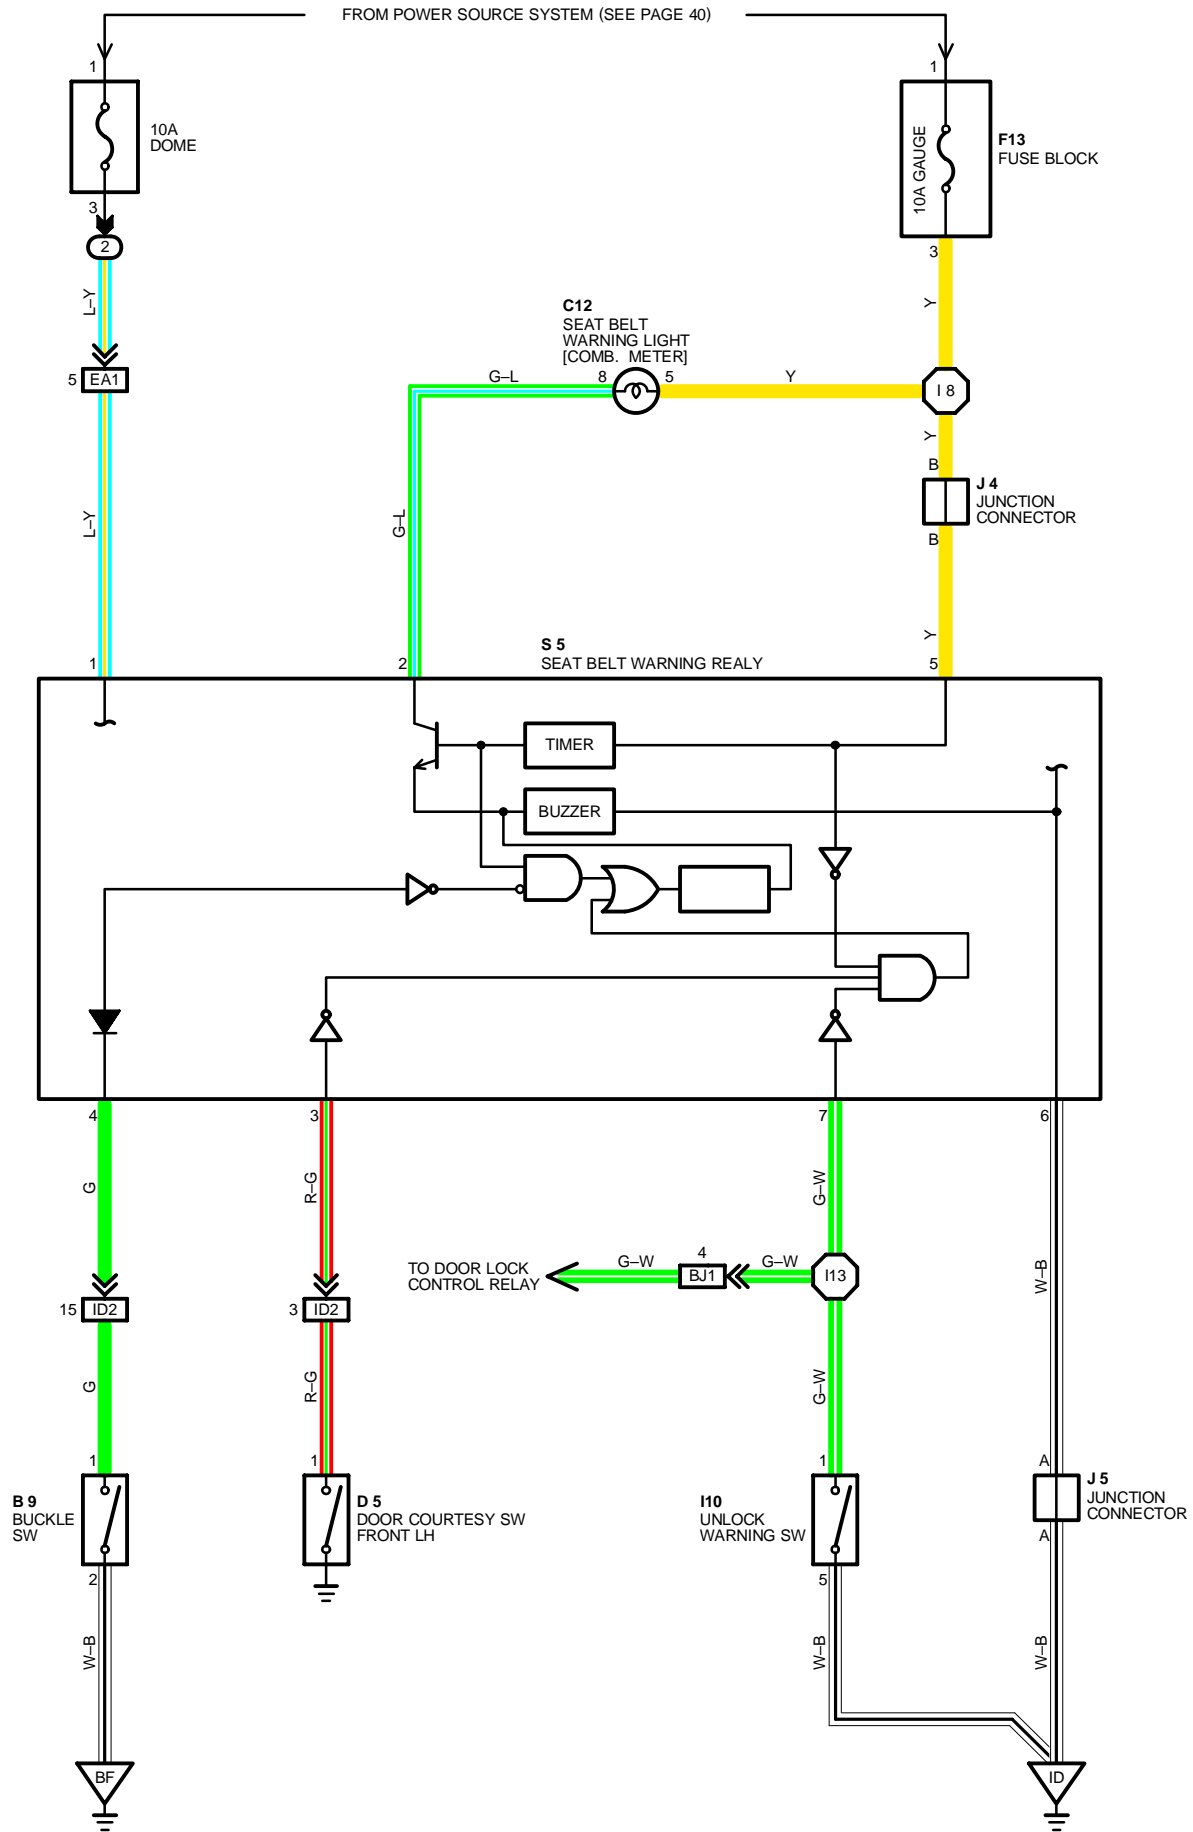 FROM POWER SOURCE SYSTEM (SEE PAGE 40)
1
10A
DOME
3
2
L–Y
5
EA1
L–Y
1
1
10A GAUGE
F13
FUSE BLOCK
3
Y
C12
SEAT BELT
WARNING LIGHT
[COMB. METER]
G–L
8
5
Y
I 8
Y
B
J 4
JUNCTION
CONNECTOR
B
G–L
Y
2
S 5
SEAT BELT WARNING REALY
5
TIMER
BUZZER
4
3
7
6
G
R–G
G–W
W–B
TO DOOR LOCK
CONTROL RELAY
G–W
4
BJ1
G–W
I13
15
ID2
3
ID2
G
R–G
G–W
1
1
1
A
B 9
BUCKLE
SW
D 5
DOOR COURTESY SW
FRONT LH
I10
UNLOCK
WARNING SW
J 5
JUNCTION
CONNECTOR
2
5
A
W–B
W–B
W–B
BF
ID